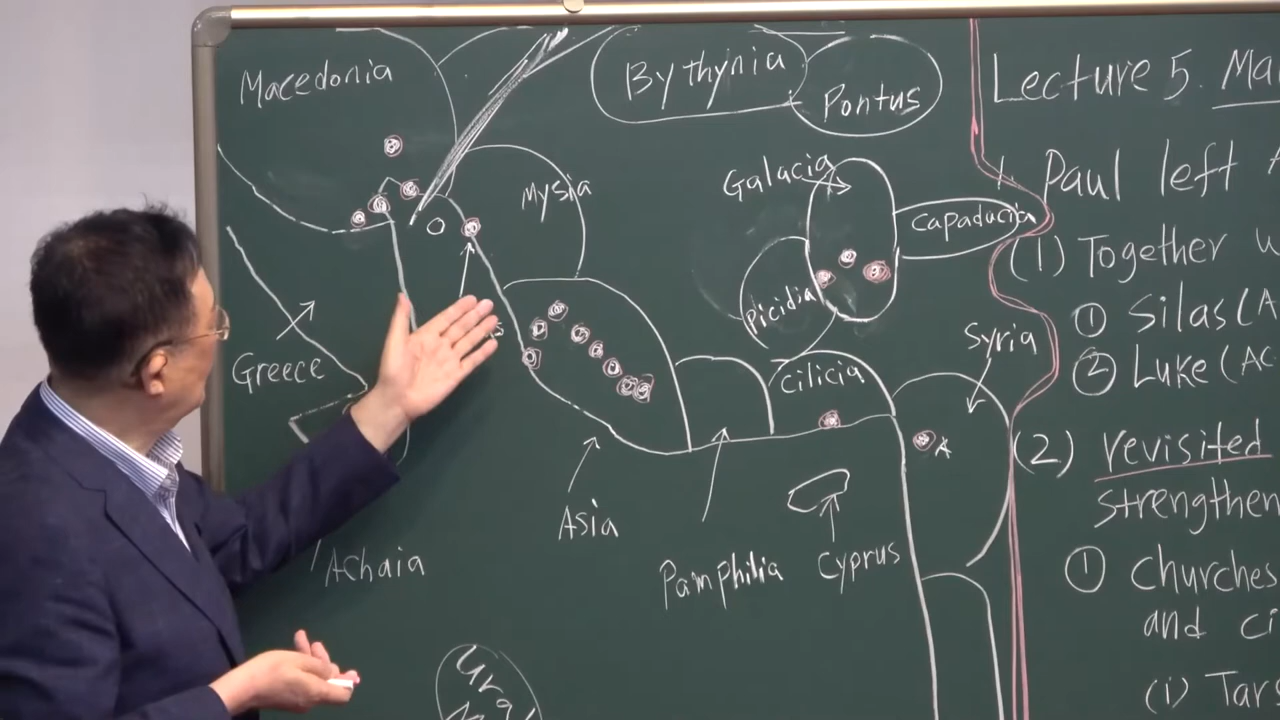 Macedonia
Bythynia
Pontus
Mysia
Galacia
Capaducia
Picidia
Greece
Cilicia
Syria
A
Asia
Achaia
Pamphilia
Cyprus
Lecture 5.
1. Paul left
(1) Together
① Silas (A
② Luke (Ac
(2) revisited
strengthen
① Churches
and
(i)